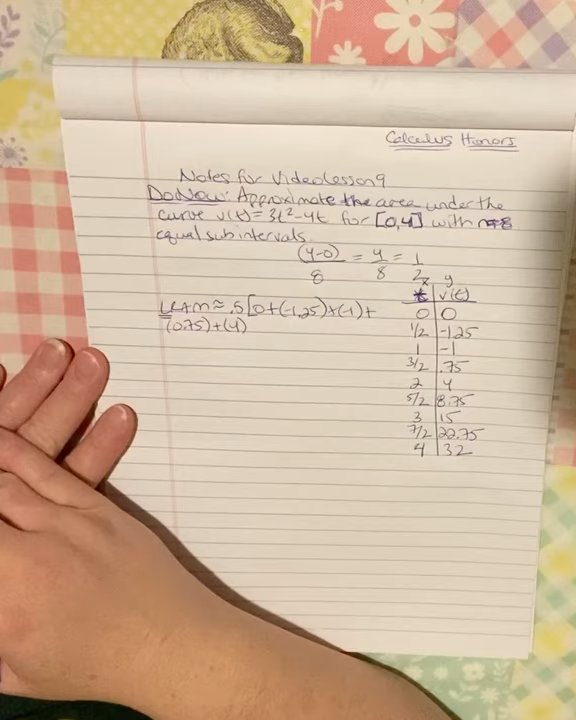 Calculus Honors
Notes for Video Lesson 9
Do Now: Approximate the area under the
curve v(t) = 3t² - 4t for [0,4] with n=8
equal subintervals.
(4-0)/8 = 4/8 = 1/2
x y
t v(t)
0 0
1/2 -1.25
1 -1
3/2 .75
2 4
5/2 8.75
3 15
7/2 22.75
4 32
LRAM ≈ .5[0+(-1.25)+(-1)+
(0.75)+(4)